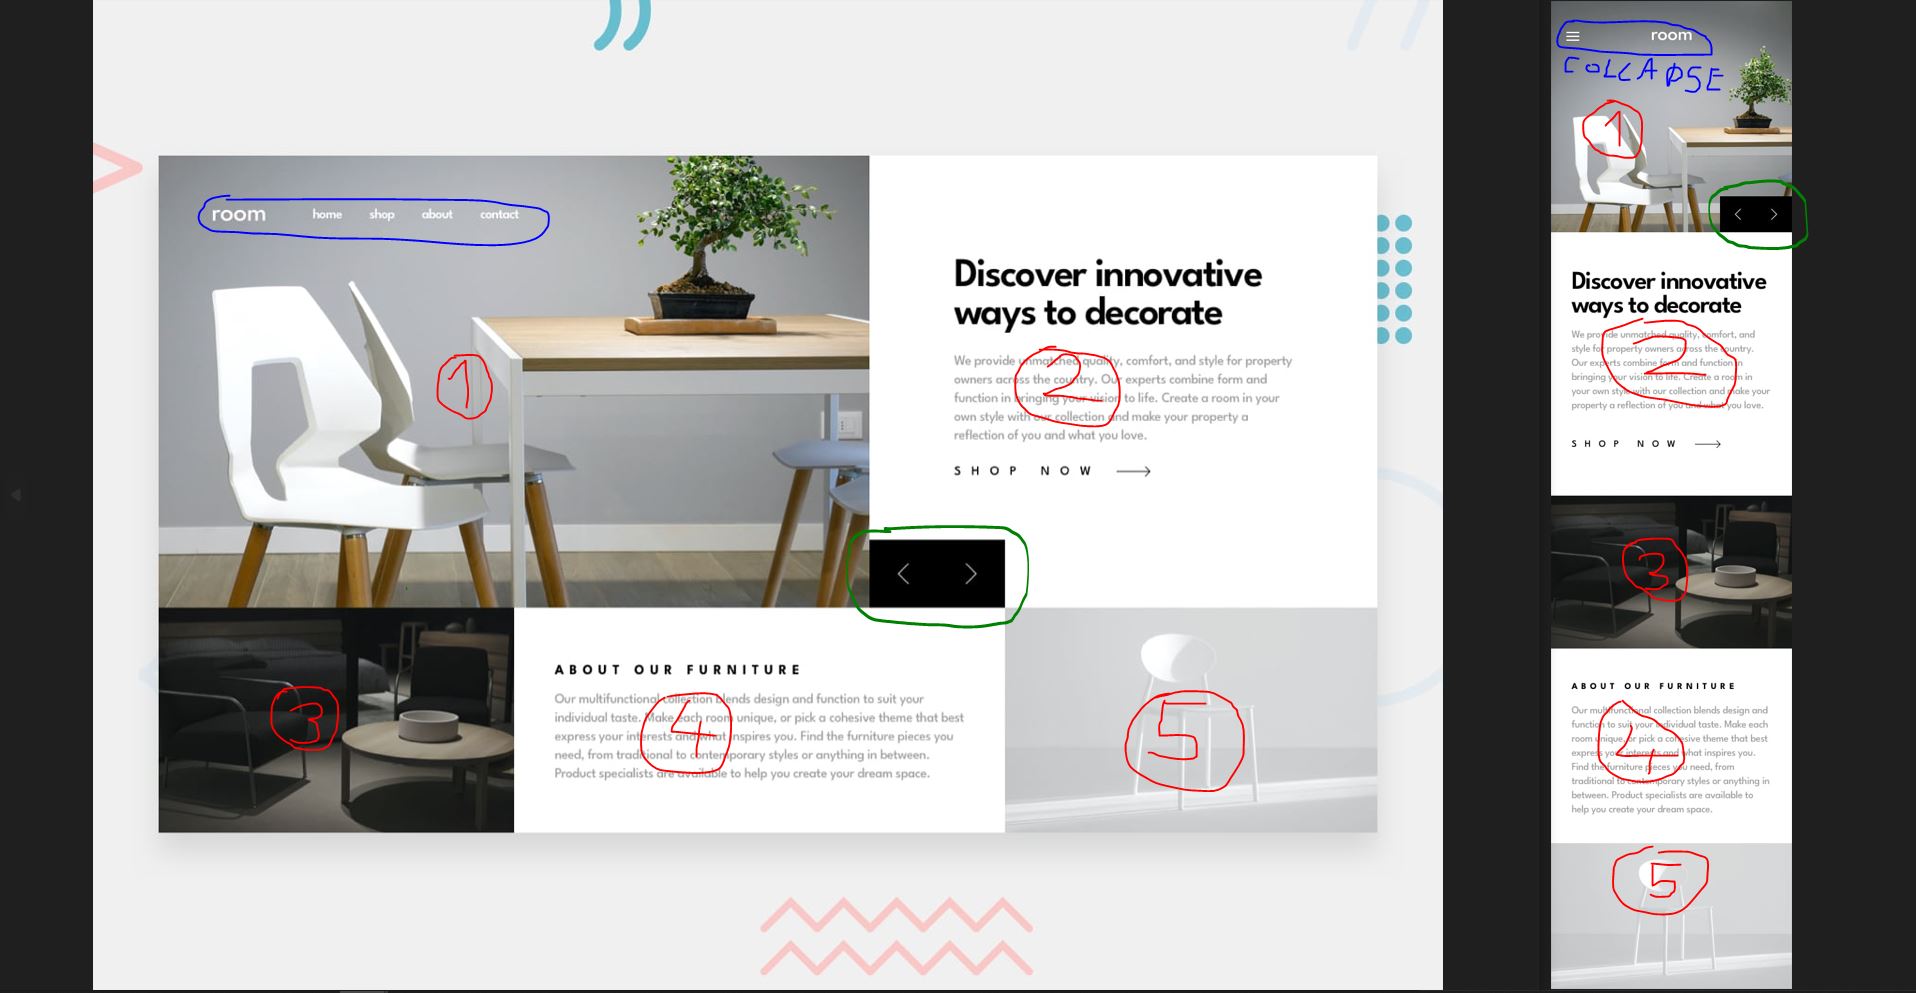 room home shop about contact
1
Discover innovative
ways to decorate
We provide unmatched quality, comfort, and style for property
owners across the country. Our experts combine form and
function in bringing your vision to life. Create a room in your
own style with our collection and make your property a
reflection of you and what you love.
2
SHOP NOW
3
ABOUT OUR FURNITURE
Our multifunctional collection blends design and function to suit your
individual taste. Make each room unique, or pick a cohesive theme that best
express your interests and what inspires you. Find the furniture pieces you
need, from traditional to contemporary styles or anything in between.
Product specialists are available to help you create your dream space.
4
5
room
COLLAPSE
1
Discover innovative
ways to decorate
We provide unmatched quality, comfort, and
style for property owners across the country.
Our experts combine form and function in
bringing your vision to life. Create a room in
your own style with our collection and make your
property a reflection of you and what you love.
2
SHOP NOW
3
ABOUT OUR FURNITURE
Our multifunctional collection blends design and
function to suit your individual taste. Make each
room unique, or pick a cohesive theme that best
express your interests and what inspires you.
Find the furniture pieces you need, from
traditional to contemporary styles or anything in
between. Product specialists are available to
help you create your dream space.
4
5